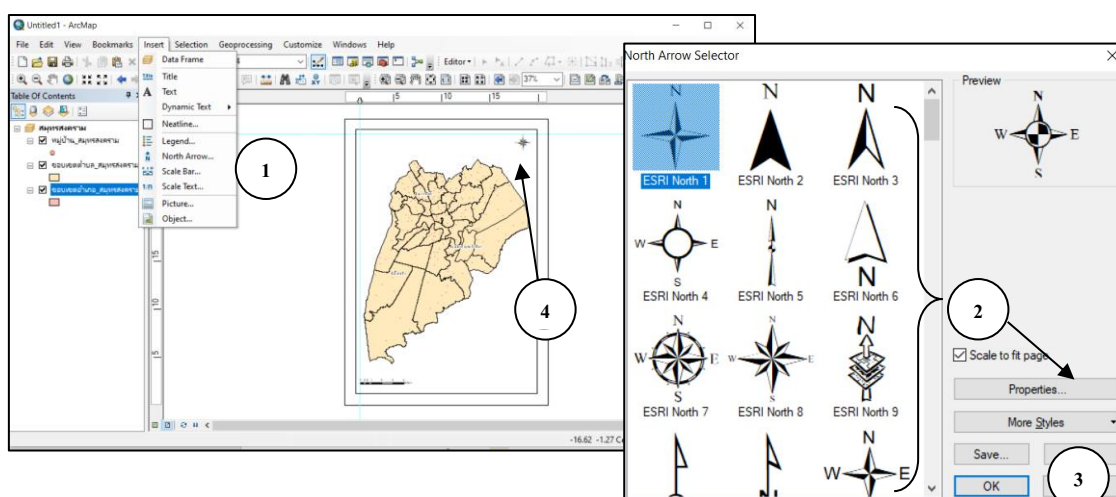 Untitled1 - ArcMap
File Edit View Bookmarks Insert Selection Geoprocessing Customize Windows Help
Editor
37%
Table Of Contents
สมุทรสงคราม
หมู่บ้าน_สมุทรสงคราม
ขอบเขตตำบล_สมุทรสงคราม
ขอบเขตอำเภอ_สมุทรสงคราม
Data Frame
Title
Text
Dynamic Text
Neatline...
Legend...
North Arrow...
Scale Bar...
Scale Text...
Picture...
Object...
1
5 10 15
15
10
5
4
-16.62 -1.27
North Arrow Selector
N N N
ESRI North 1 ESRI North 2 ESRI North 3
N N
W E
S N
ESRI North 4 ESRI North 5 ESRI North 6
N N N
W E W E
S S
ESRI North 7 ESRI North 8 ESRI North 9
N
W E
N
2
Preview
N
W E
S
Scale to fit page
Properties...
More Styles
Save...
OK
3